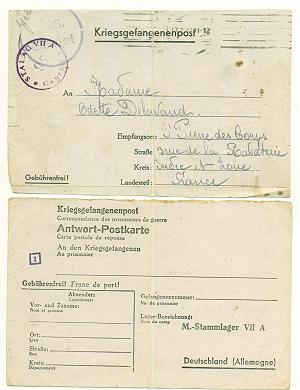 STALAG VII A
Kriegsgefangenenpost
An Madame
Odette
Empfangsort: St Pierre des Corps
Straße rue de la
Kreis: Indre et Loire
Gebührenfrei! Landesteil: France
Kriegsgefangenenpost
Correspondance des prisonniers de guerre
Antwort-Postkarte
Carte postale de réponse
An den Kriegsgefangenen
Au prisonnier
1
Gebührenfrei! Franc de port!
Absender:
Expéditeur:
Vor- und Zuname:
Nom et prénom
Ort:
Lieu
Straße:
Rue
Kreis:
Département
Gefangenennummer:
No. du prisonnier
Lager-Bezeichnung:
Nom du camp
M.-Stammlager VII A
Deutschland (Allemagne)